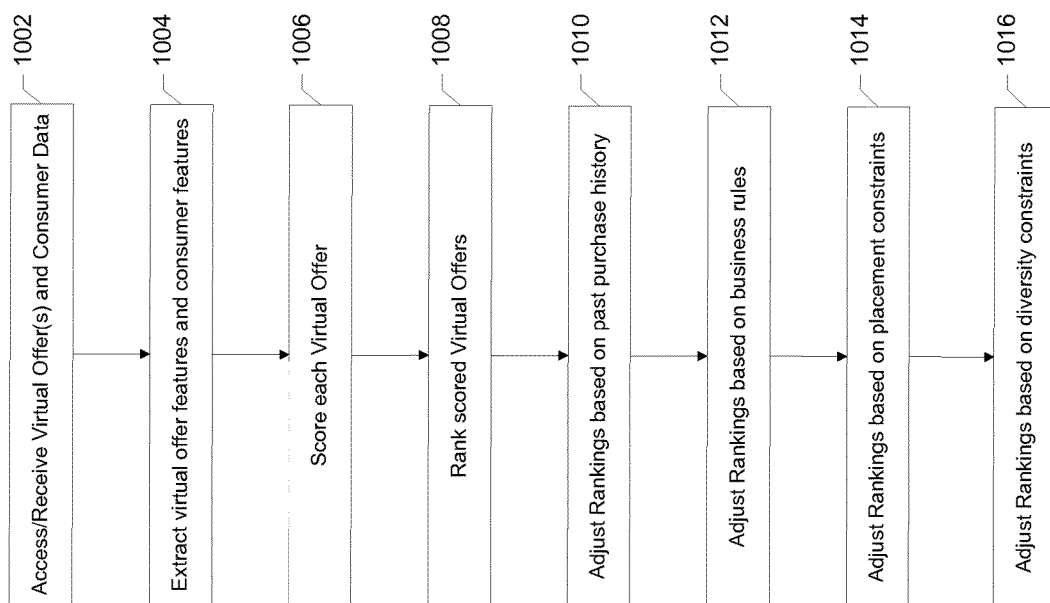 1002
Access/Receive Virtual Offer(s) and Consumer Data
1004
Extract virtual offer features and consumer features
1006
Score each Virtual Offer
1008
Rank scored Virtual Offers
1010
Adjust Rankings based on past purchase history
1012
Adjust Rankings based on business rules
1014
Adjust Rankings based on placement constraints
1016
Adjust Rankings based on diversity constraints